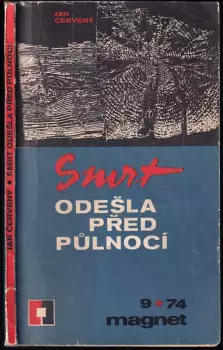 JAN ČERVENÝ ★ SMRT ODEŠLA PŘED PŮLNOCÍ
JAN
ČERVENÝ
Smrt
ODEŠLA
PŘED
PŮLNOCÍ
9★74
magnet